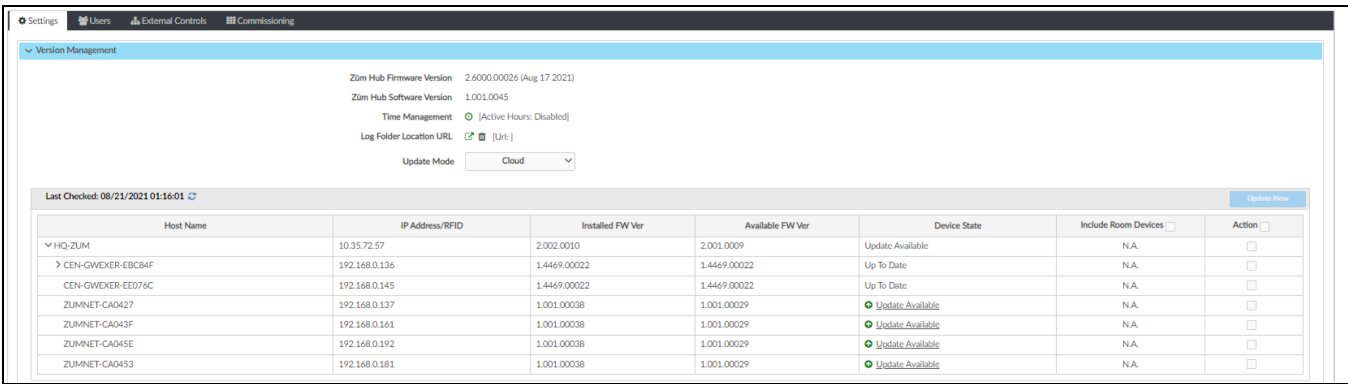 Settings Users External Controls Commissioning
Version Management
Züm Hub Firmware Version 2.6000.00026 (Aug 17 2021)
Züm Hub Software Version 1.001.0045
Time Management [Active Hours: Disabled]
Log Folder Location URL [Url: ]
Update Mode Cloud
Last Checked: 08/21/2021 01:16:01 Update Now
Host Name IP Address/RFID Installed FW Ver Available FW Ver Device State Include Room Devices Action
HQ-ZUM 10.35.72.57 2.002.0010 2.001.0009 Update Available N.A.
CEN-GWEXER-EBC84F 192.168.0.136 1.4469.00022 1.4469.00022 Up To Date N.A.
CEN-GWEXER-EE076C 192.168.0.145 1.4469.00022 1.4469.00022 Up To Date N.A.
ZUMNET-CA0427 192.168.0.137 1.001.00038 1.001.00029 Update Available N.A.
ZUMNET-CA043F 192.168.0.161 1.001.00038 1.001.00029 Update Available N.A.
ZUMNET-CA045E 192.168.0.192 1.001.00038 1.001.00029 Update Available N.A.
ZUMNET-CA0453 192.168.0.181 1.001.00038 1.001.00029 Update Available N.A.